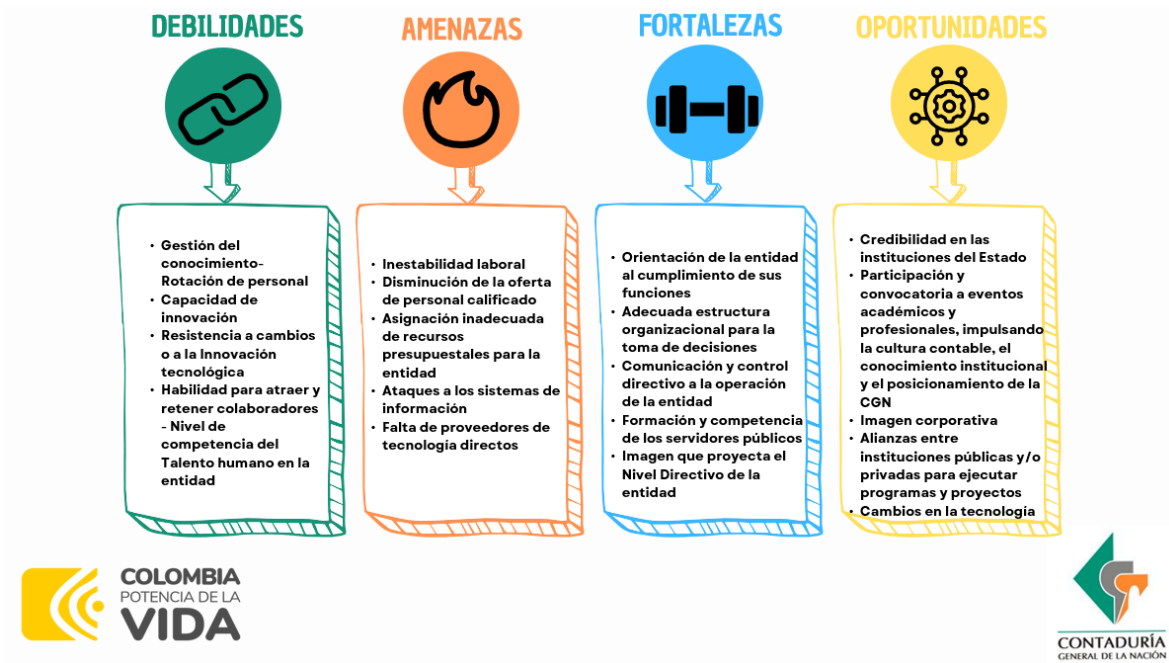 DEBILIDADES
• Gestión del
conocimiento-
Rotación de personal
• Capacidad de
innovación
• Resistencia a cambios
o a la Innovación
tecnológica
• Habilidad para atraer y
retener colaboradores
- Nivel de
competencia del
Talento humano en la
entidad
AMENAZAS
• Inestabilidad laboral
• Disminución de la oferta
de personal calificado
• Asignación inadecuada
de recursos
presupuestales para la
entidad
• Ataques a los sistemas de
información
• Falta de proveedores de
tecnología directos
FORTALEZAS
• Orientación de la entidad
al cumplimiento de sus
funciones
• Adecuada estructura
organizacional para la
toma de decisiones
• Comunicación y control
directivo a la operación
de la entidad
• Formación y competencia
de los servidores públicos
• Imagen que proyecta el
Nivel Directivo de la
entidad
OPORTUNIDADES
• Credibilidad en las
instituciones del Estado
• Participación y
convocatoria a eventos
académicos y
profesionales, impulsando
la cultura contable, el
conocimiento institucional
y el posicionamiento de la
CGN
• Imagen corporativa
• Alianzas entre
instituciones públicas y/o
privadas para ejecutar
programas y proyectos
• Cambios en la tecnología
COLOMBIA
POTENCIA DE LA
VIDA
CONTADURÍA
GENERAL DE LA NACIÓN